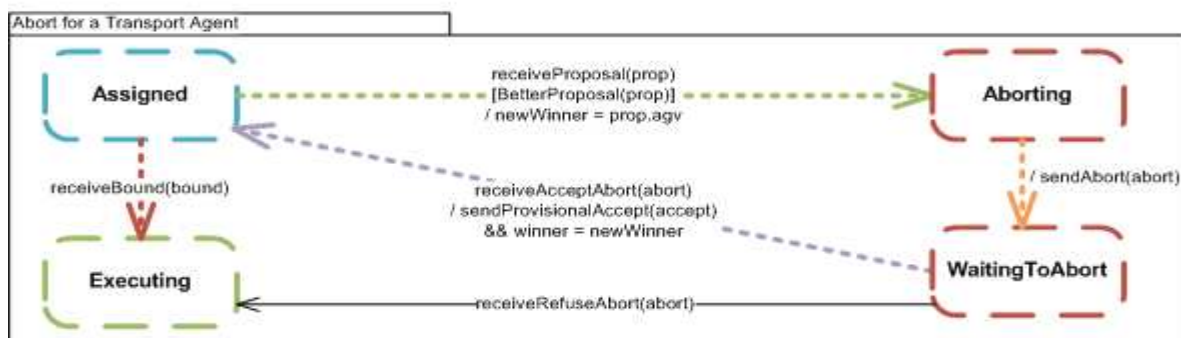 Abort for a Transport Agent
Assigned
receiveProposal(prop)
[BetterProposal(prop)]
/ newWinner = prop.agv
Aborting
receiveBound(bound)
/ sendAbort(abort)
receiveAcceptAbort(abort)
/ sendProvisionalAccept(accept)
&& winner = newWinner
Executing
WaitingToAbort
receiveRefuseAbort(abort)